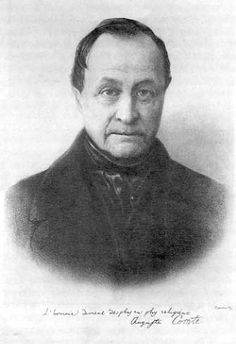 L'homme devient de plus en plus religieux
Auguste Comte